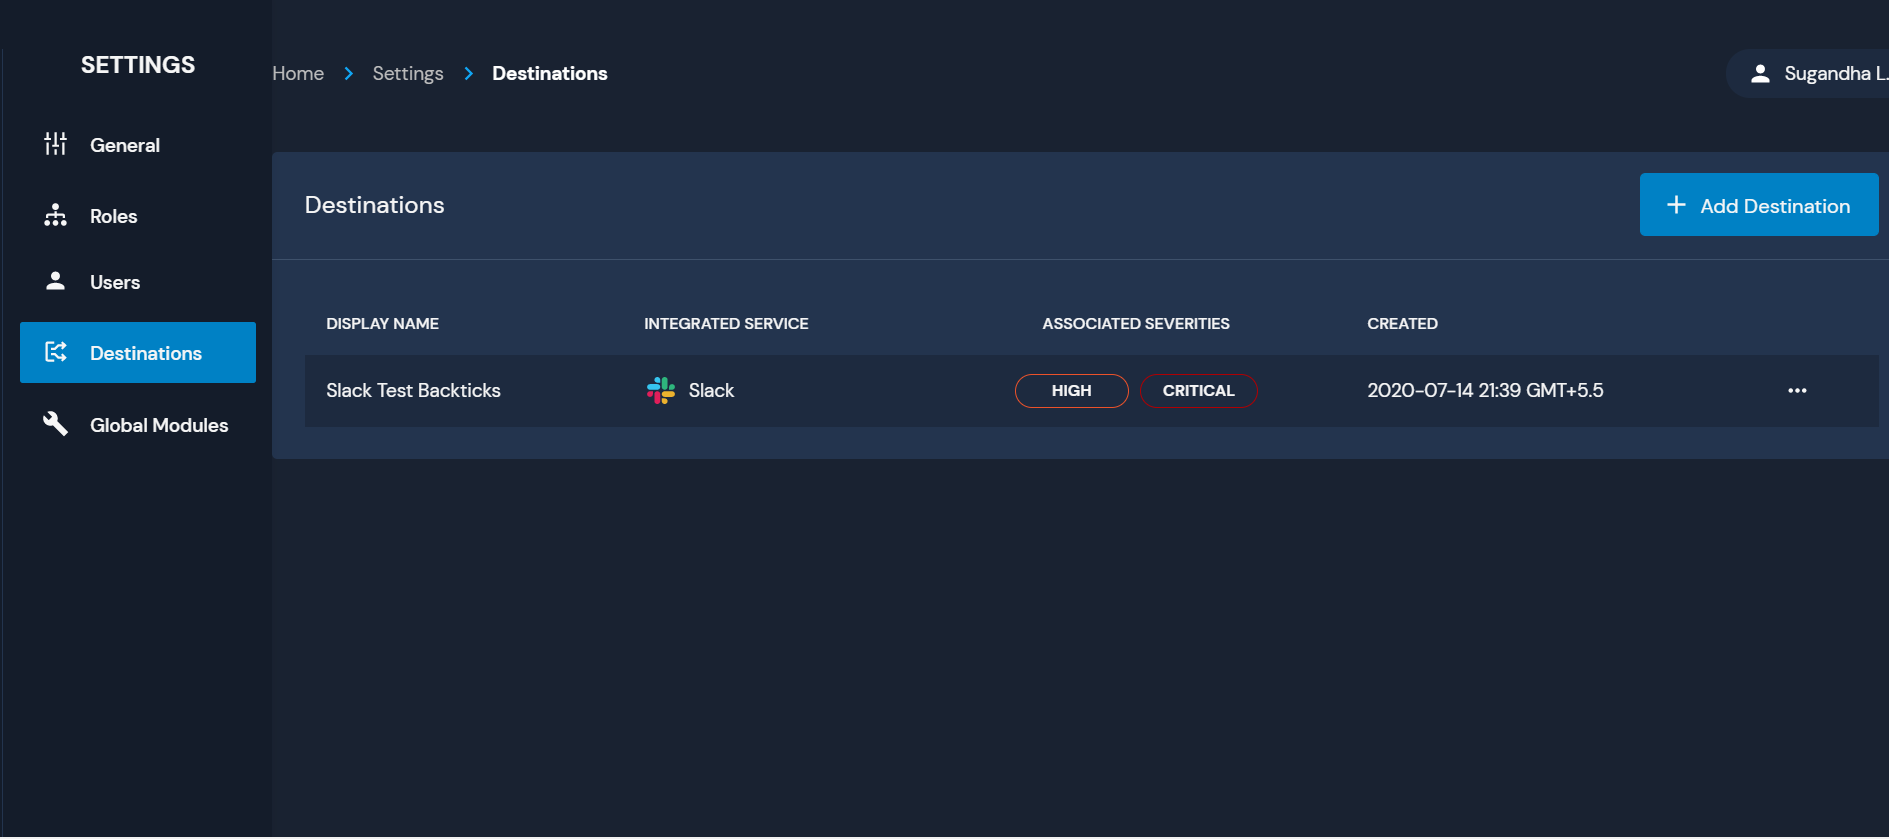 SETTINGS
General
Roles
Users
Destinations
Global Modules
Home Settings Destinations
Sugandha L.
Destinations
Add Destination
DISPLAY NAME INTEGRATED SERVICE ASSOCIATED SEVERITIES CREATED
Slack Test Backticks Slack HIGH CRITICAL 2020-07-14 21:39 GMT+5.5